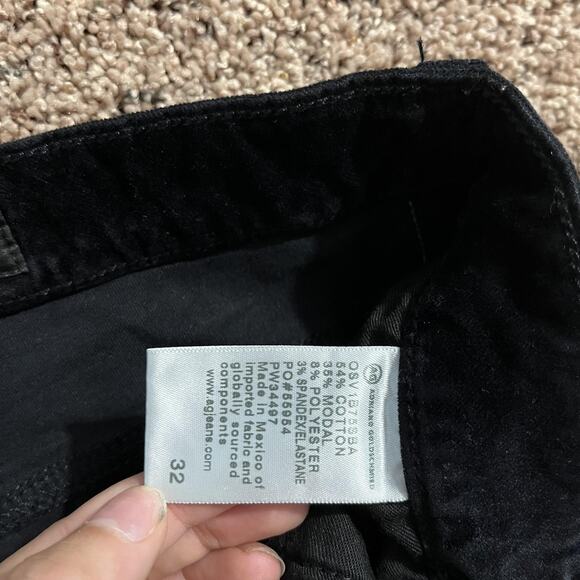 AG ADRIANO GOLDSCHMIED
OSV1B75SBA
54% COTTON
35% MODAL
8% POLYESTER
3% SPANDEX/ELASTANE
PO#55954
PW34497
Made in Mexico of
imported fabric and
globally sourced
components
www.agjeans.com
32